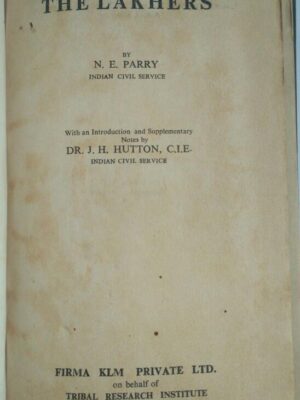 THE LAKHERS
BY
N. E. PARRY
INDIAN CIVIL SERVICE
With an Introduction and Supplementary
Notes by
DR. J. H. HUTTON, C.I.E.
INDIAN CIVIL SERVICE
FIRMA KLM PRIVATE LTD.
on behalf of
TRIBAL RESEARCH INSTITUTE